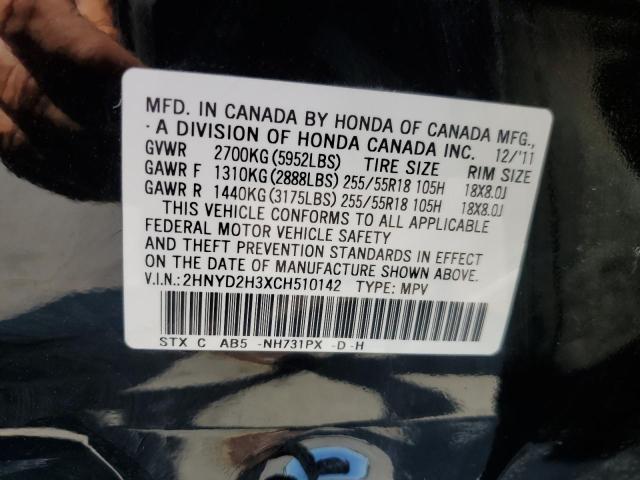 MFD. IN CANADA BY HONDA OF CANADA MFG.,
· A DIVISION OF HONDA CANADA INC. 12/'11
GVWR 2700KG(5952LBS) TIRE SIZE RIM SIZE
GAWR F 1310KG(2888LBS) 255/55R18 105H 18X8.0J
GAWR R 1440KG(3175LBS) 255/55R18 105H 18X8.0J
THIS VEHICLE CONFORMS TO ALL APPLICABLE
FEDERAL MOTOR VEHICLE SAFETY
AND THEFT PREVENTION STANDARDS IN EFFECT
ON THE DATE OF MANUFACTURE SHOWN ABOVE.
V.I.N.: 2HNYD2H3XCH510142 TYPE: MPV
STX C AB5 -NH731PX -D -H